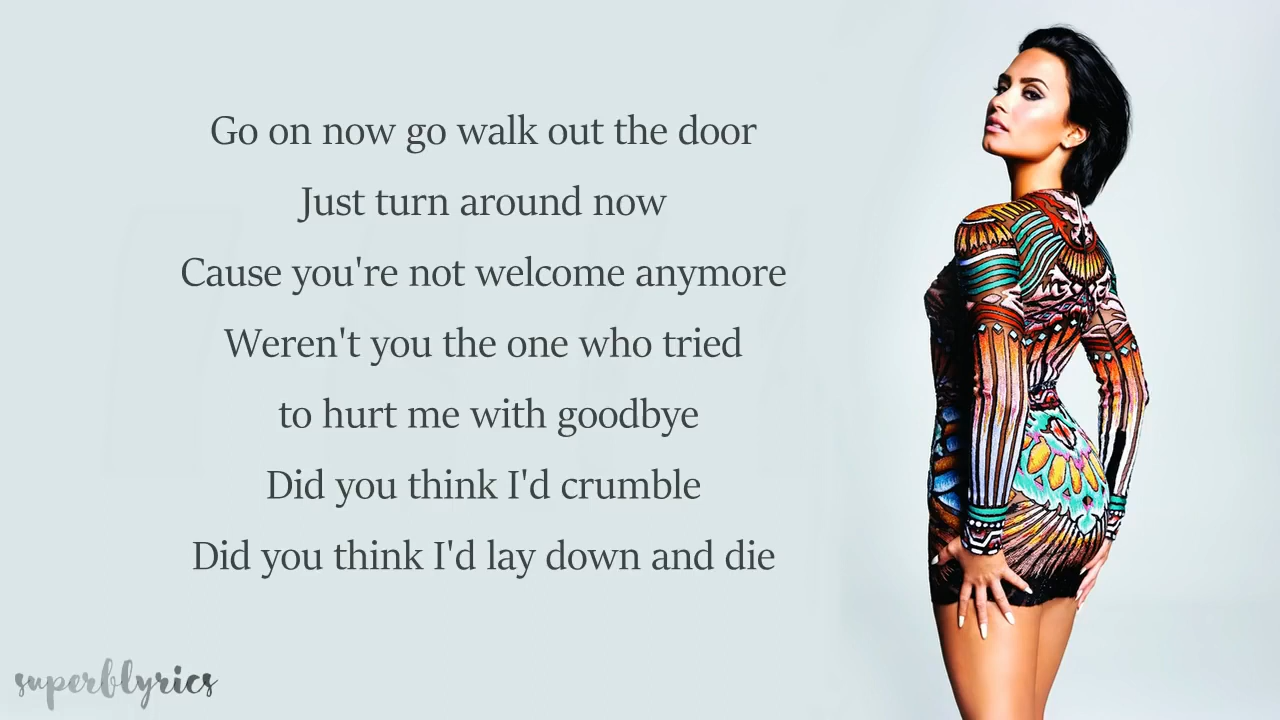 Go on now go walk out the door
Just turn around now
Cause you're not welcome anymore
Weren't you the one who tried
to hurt me with goodbye
Did you think I'd crumble
Did you think I'd lay down and die
superblyrics